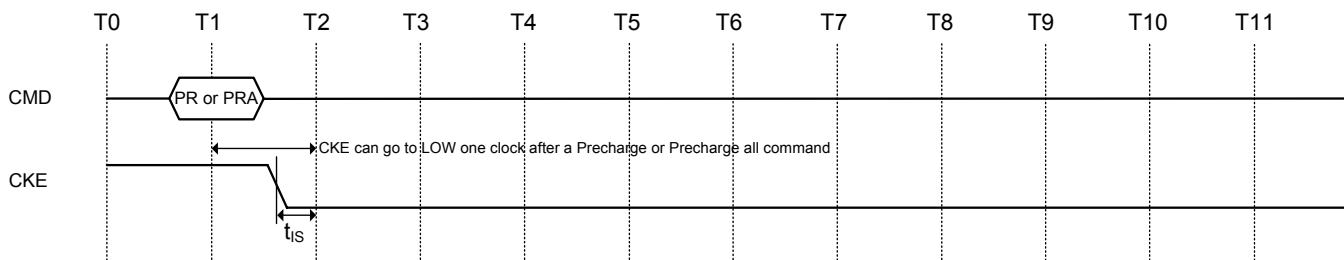 T0 T1 T2 T3 T4 T5 T6 T7 T8 T9 T10 T11
CMD PR or PRA
CKE can go to LOW one clock after a Precharge or Precharge all command
CKE
tIS